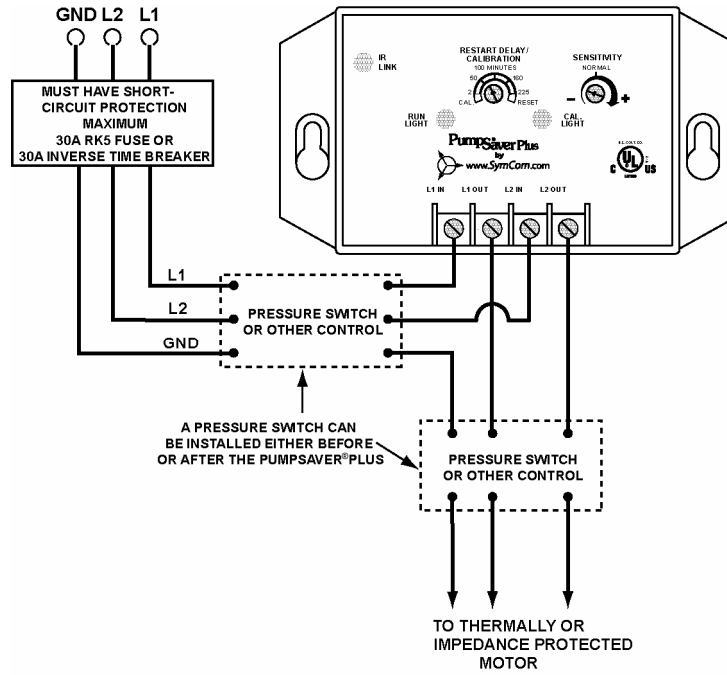 GND L2 L1
MUST HAVE SHORT-
CIRCUIT PROTECTION
MAXIMUM
30A RK5 FUSE OR
30A INVERSE TIME BREAKER
IR
LINK
RESTART DELAY/
CALIBRATION
100 MINUTES
50
160
2
225
CAL.
RESET
SENSITIVITY
NORMAL
- +
RUN
LIGHT
CAL.
LIGHT
PumpSaver Plus
by
www.SymCom.com
C UL US
L1 IN L1 OUT L2 IN L2 OUT
L1
L2
GND
PRESSURE SWITCH
OR OTHER CONTROL
A PRESSURE SWITCH CAN
BE INSTALLED EITHER BEFORE
OR AFTER THE PUMPSAVER®PLUS
PRESSURE SWITCH
OR OTHER CONTROL
TO THERMALLY OR
IMPEDANCE PROTECTED
MOTOR